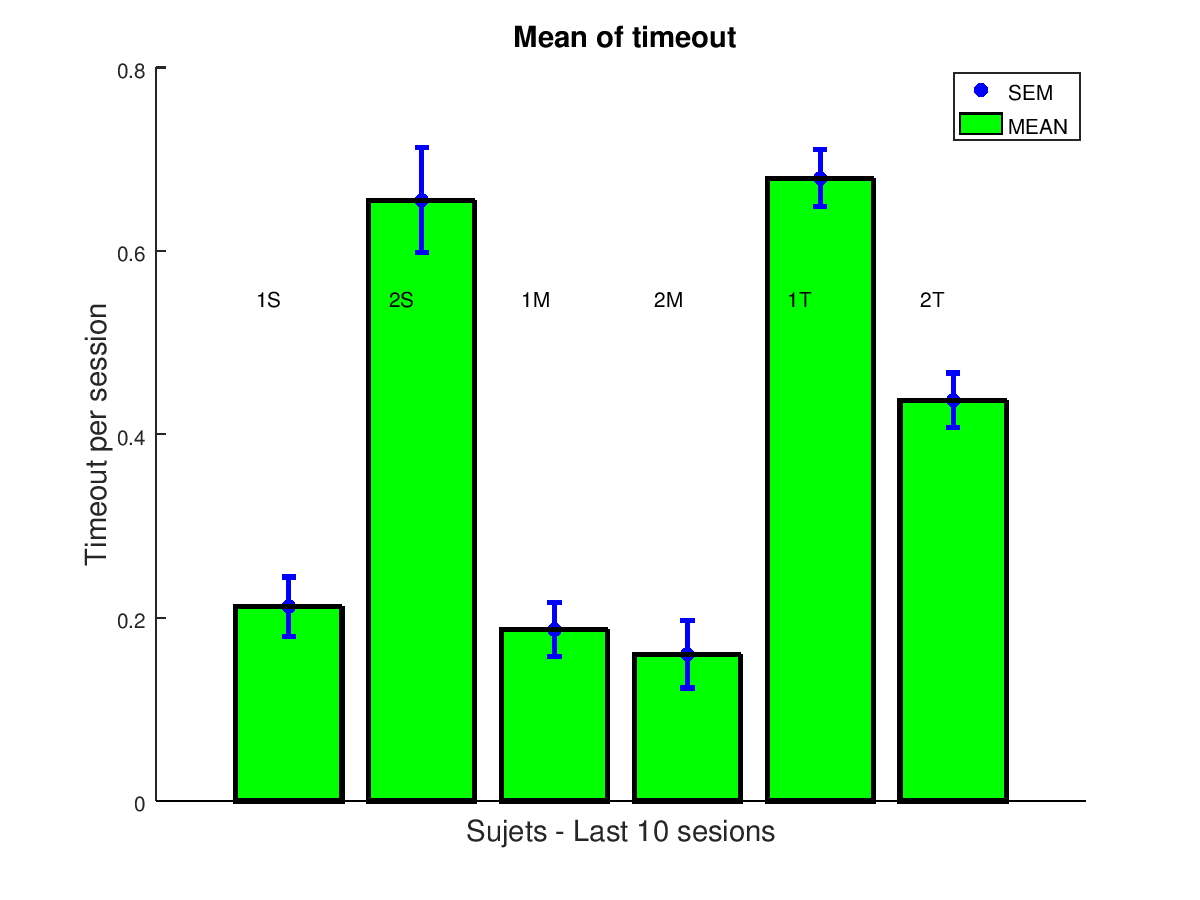 Mean of timeout
0.8
SEM
MEAN
0.6
1S 2S 1M 2M 1T 2T
Timeout per session
0.4
0.2
0
Sujets - Last 10 sesions